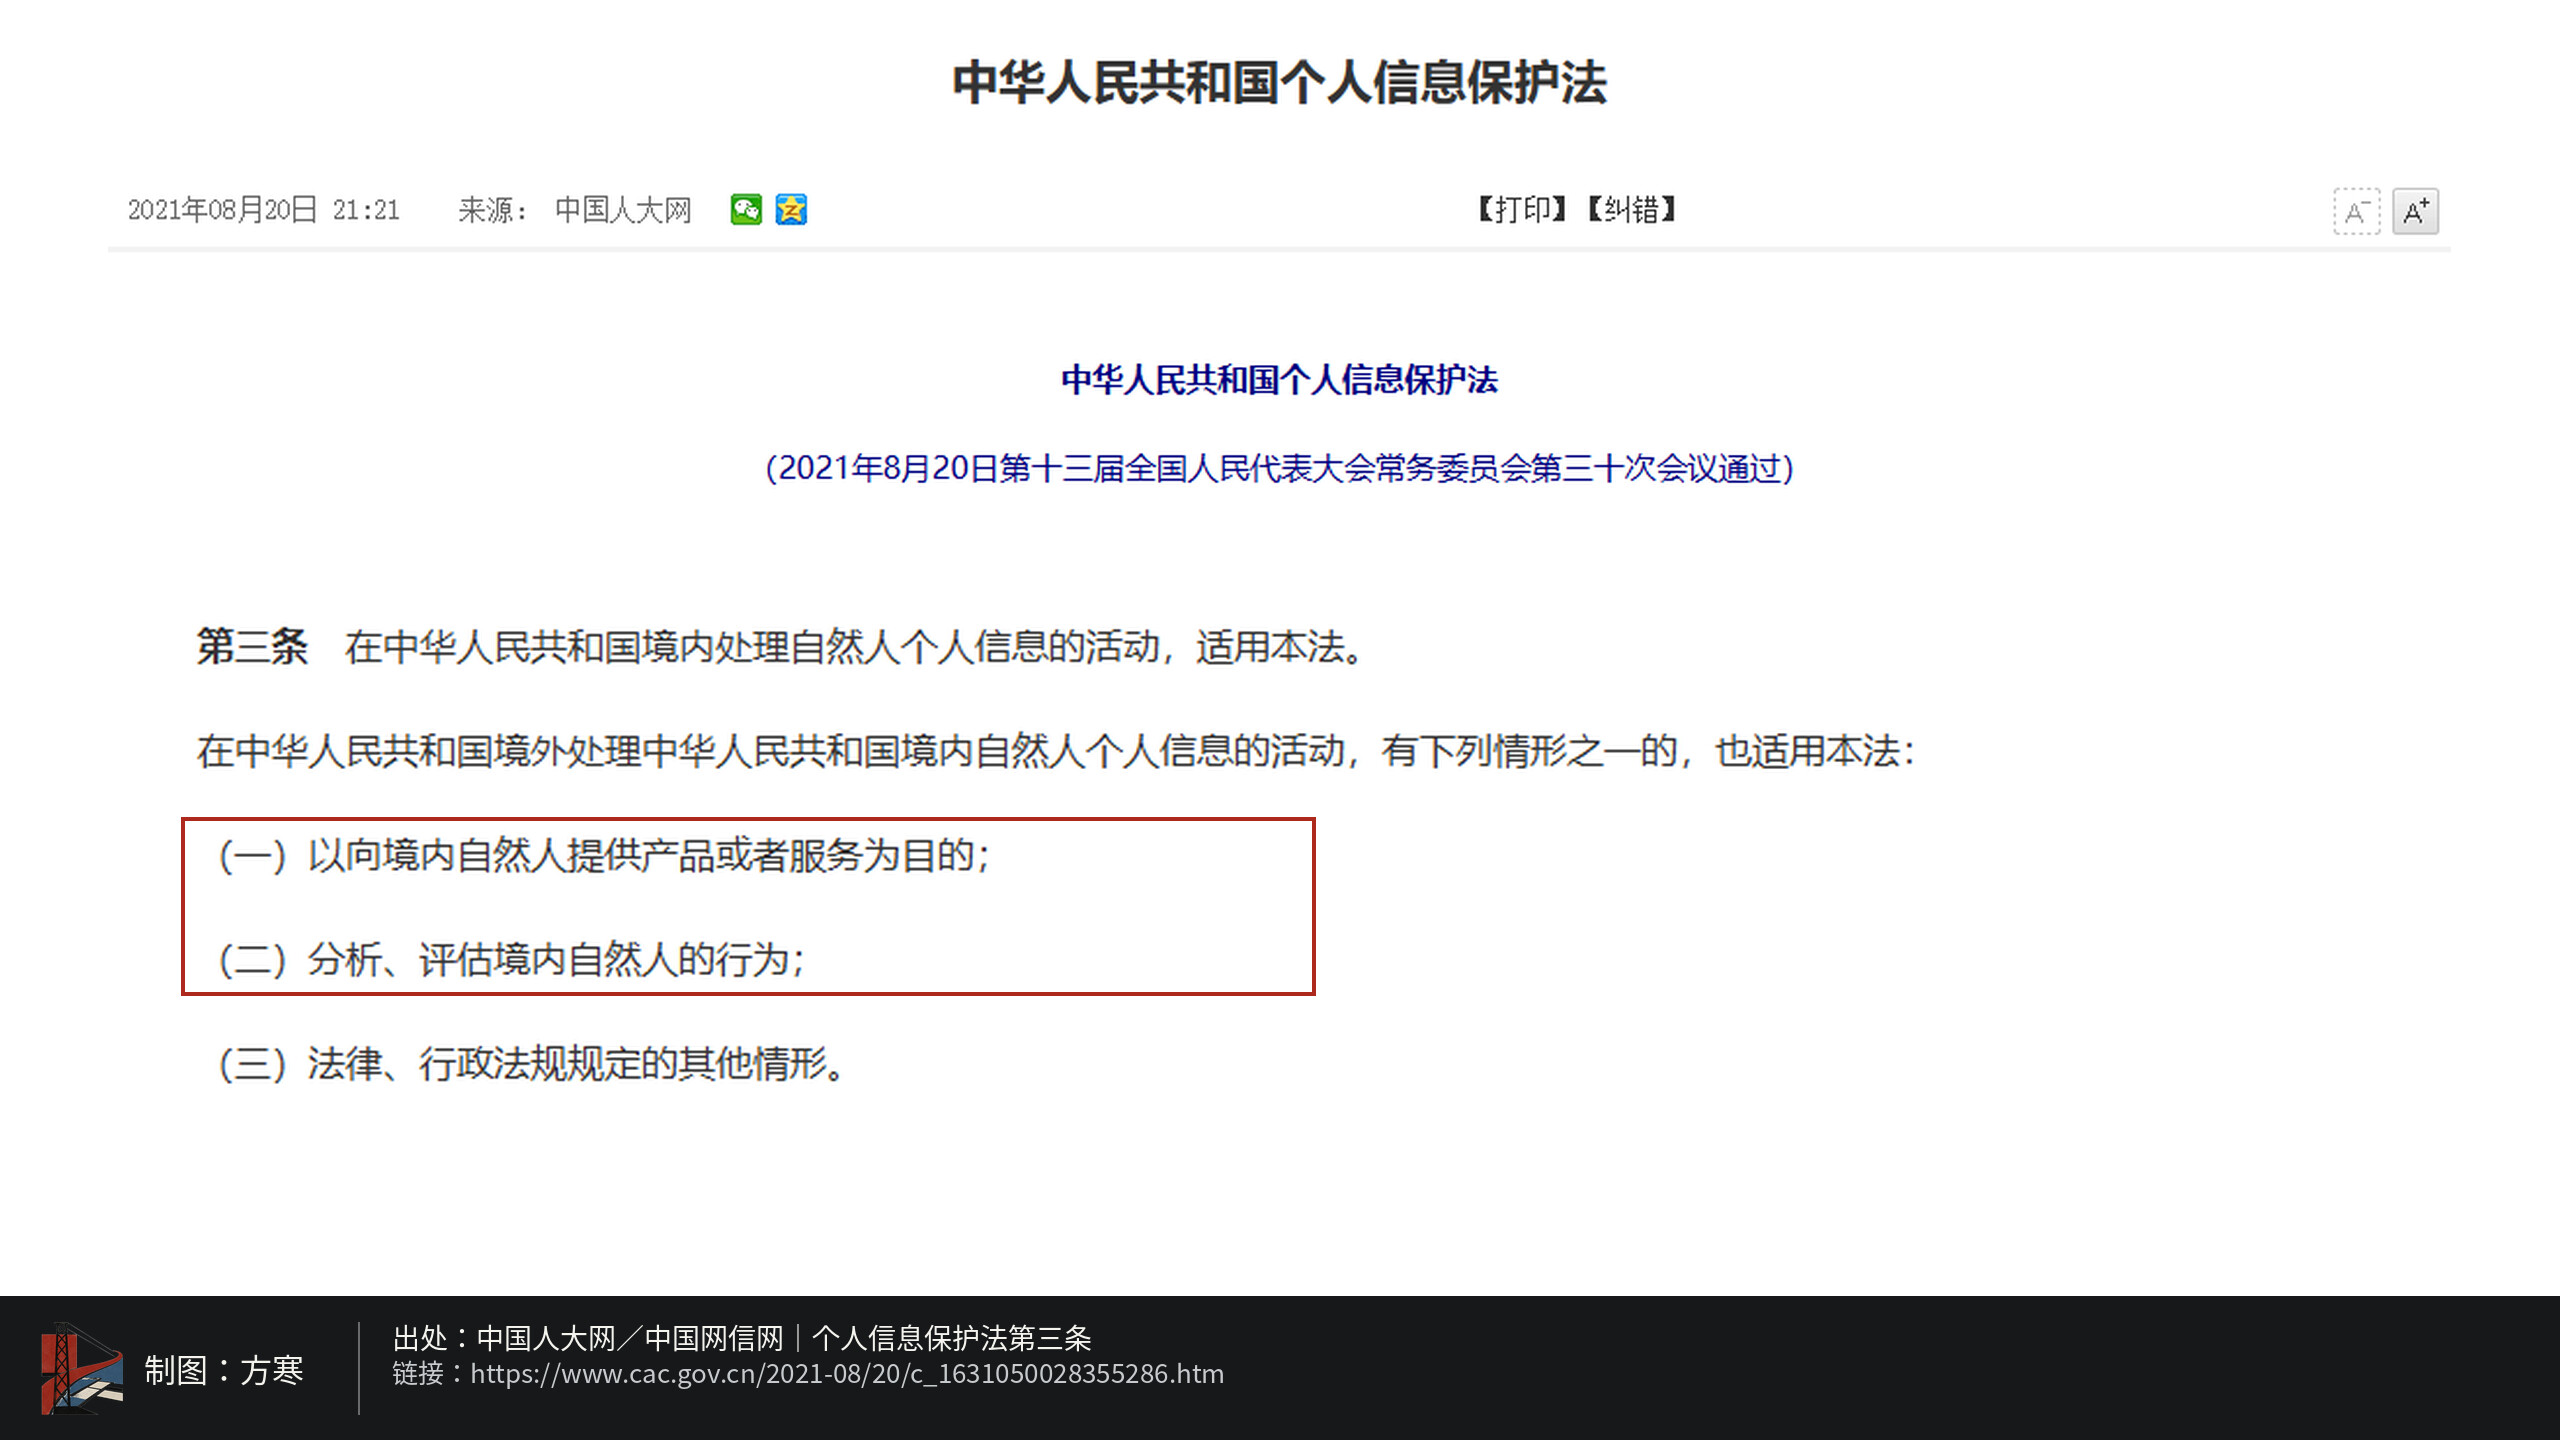 中华人民共和国个人信息保护法
2021年08月20日 21:21 来源： 中国人大网 【打印】【纠错】 A- A+
中华人民共和国个人信息保护法
（2021年8月20日第十三届全国人民代表大会常务委员会第三十次会议通过）
第三条 在中华人民共和国境内处理自然人个人信息的活动，适用本法。
在中华人民共和国境外处理中华人民共和国境内自然人个人信息的活动，有下列情形之一的，也适用本法：
（一）以向境内自然人提供产品或者服务为目的；
（二）分析、评估境内自然人的行为；
（三）法律、行政法规规定的其他情形。
制图：方寒
出处：中国人大网／中国网信网｜个人信息保护法第三条
链接：https://www.cac.gov.cn/2021-08/20/c_1631050028355286.htm